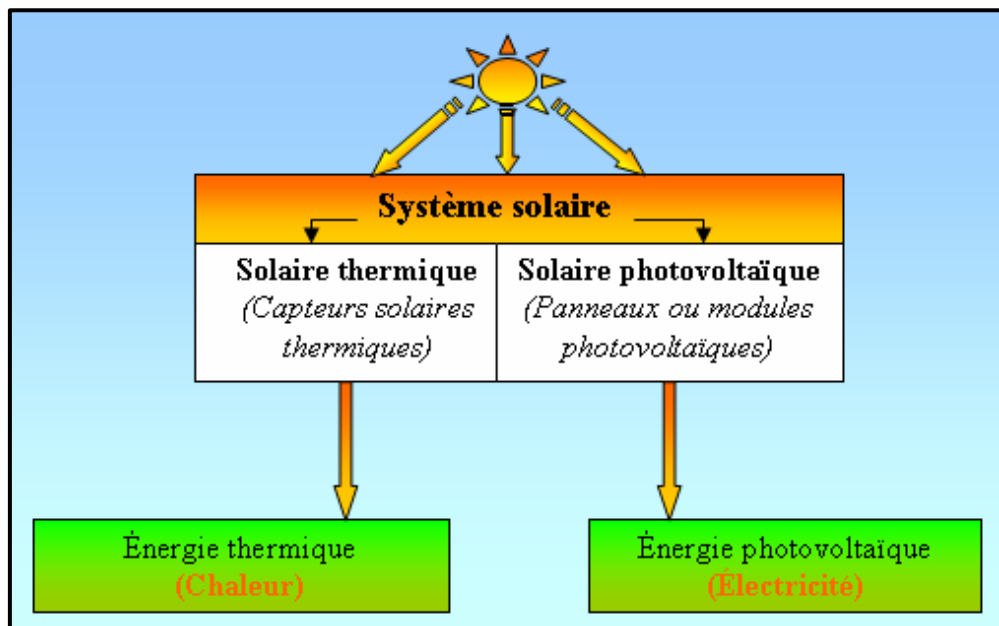 Système solaire
Solaire thermique
(Capteurs solaires
thermiques)
Solaire photovoltaïque
(Panneaux ou modules
photovoltaïques)
Énergie thermique
(Chaleur)
Énergie photovoltaïque
(Électricité)